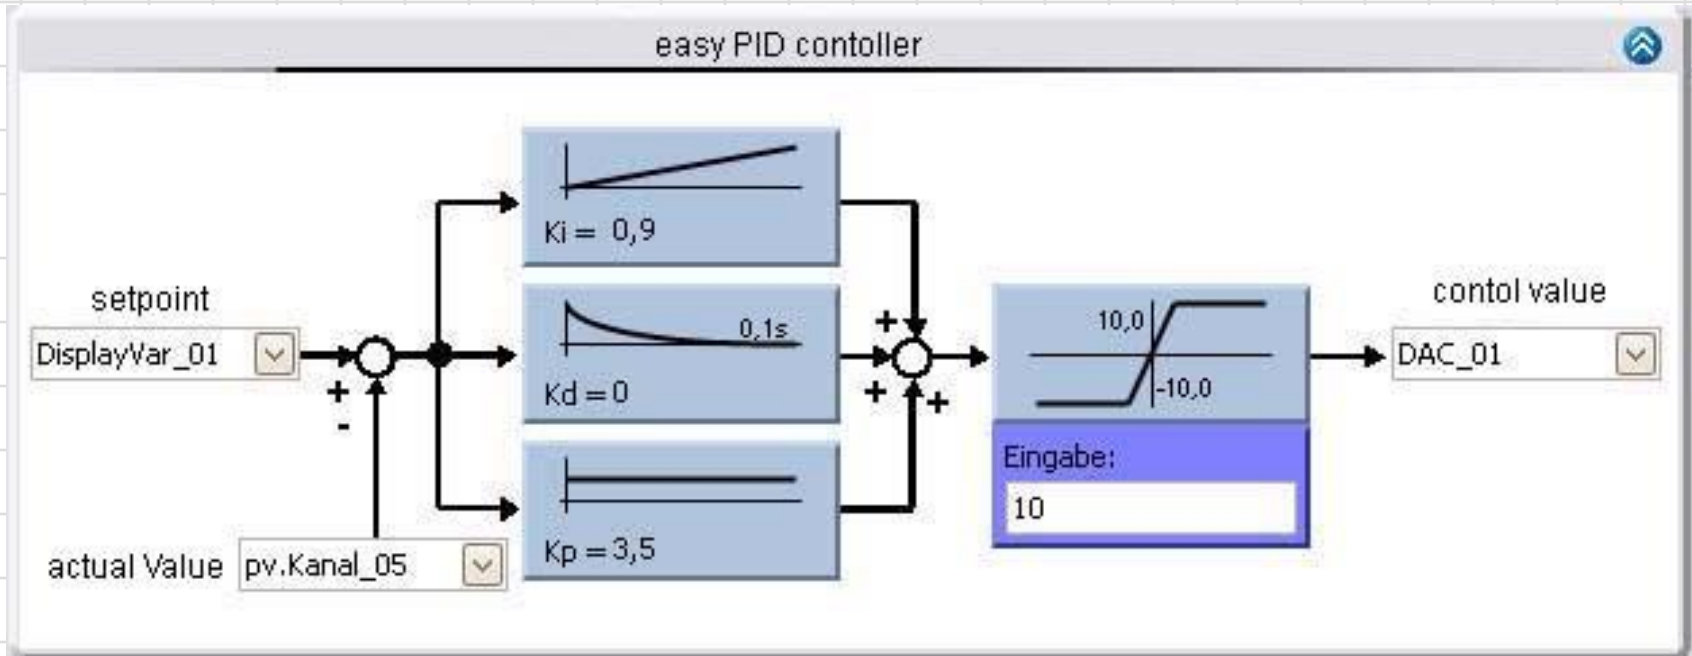 easy PID contoller
Ki = 0,9
setpoint
DisplayVar_01
+
-
actual Value
pv.Kanal_05
0,1s
Kd = 0
Kp = 3,5
+
+
+
10,0
-10,0
Eingabe:
10
contol value
DAC_01